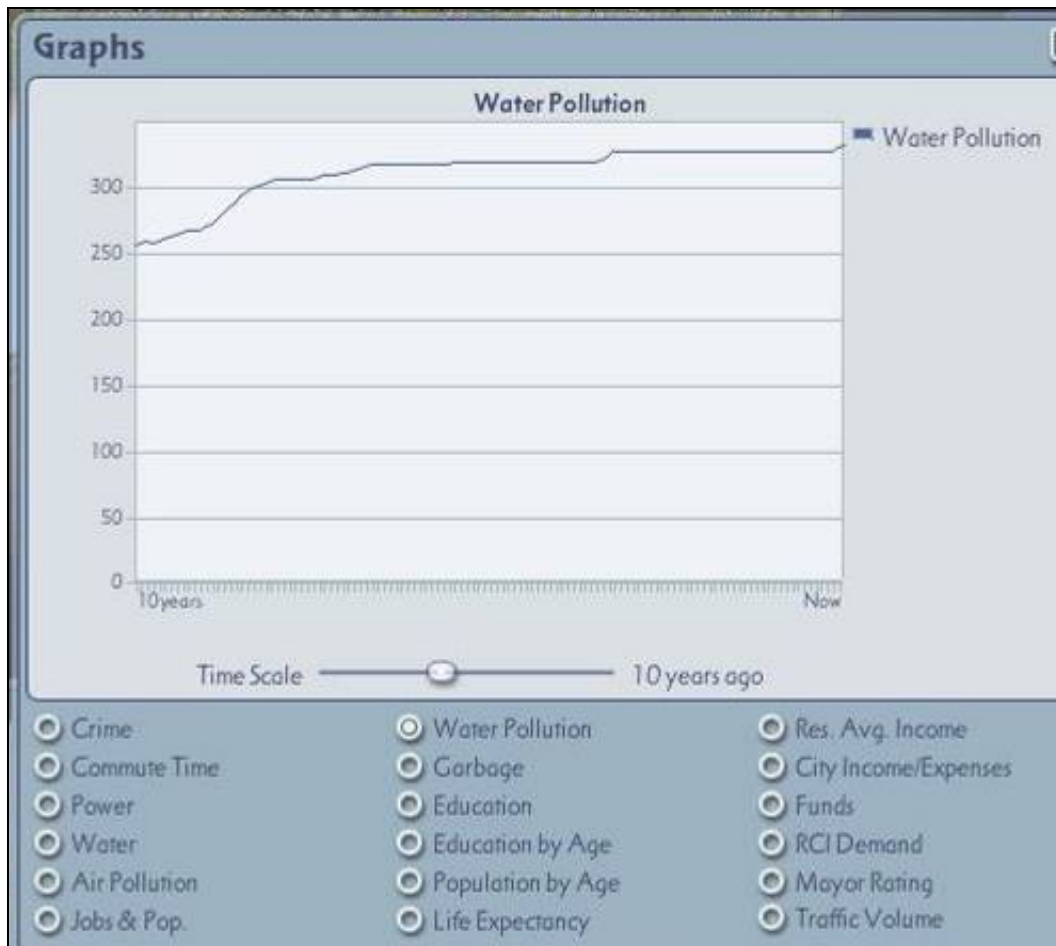 Graphs
Water Pollution
Water Pollution
300
250
200
150
100
50
0
10years
Now
Time Scale
10 years ago
Crime
Water Pollution
Res. Avg. Income
Commute Time
Garbage
City Income/Expenses
Power
Education
Funds
Water
Education by Age
RCI Demand
Air Pollution
Population by Age
Mayor Rating
Jobs & Pop.
Life Expectancy
Traffic Volume